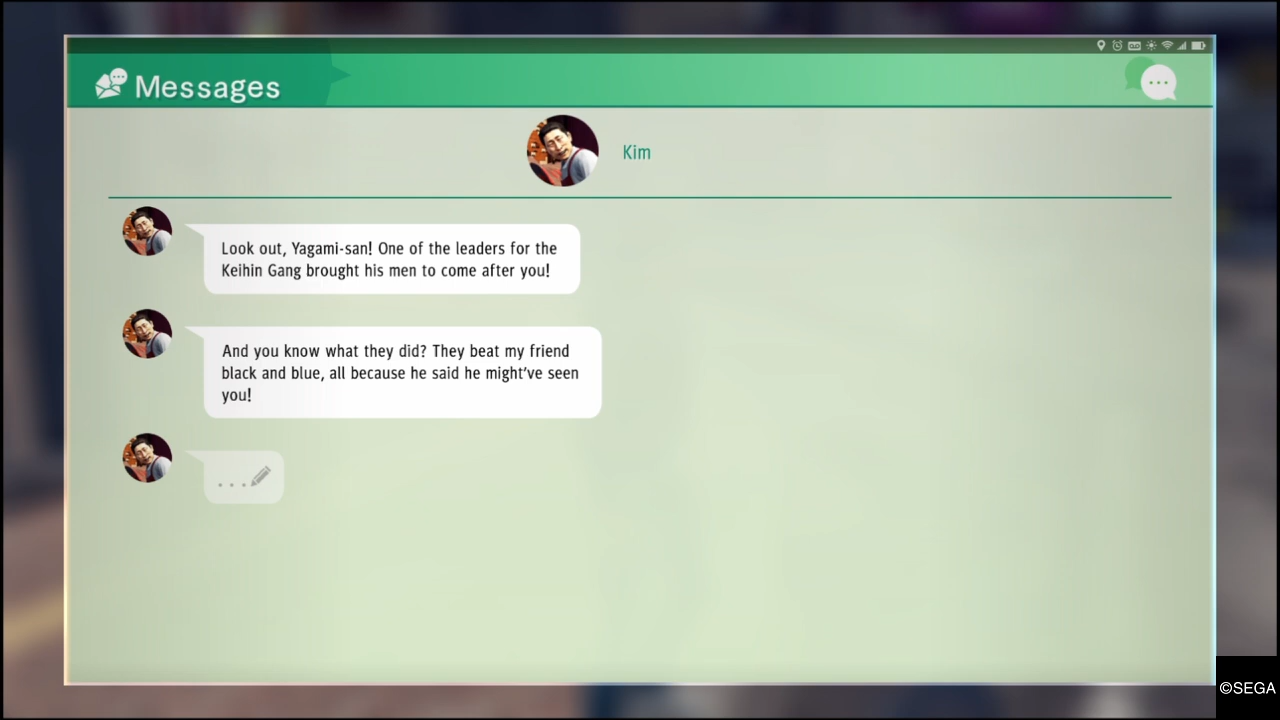 Messages
Kim
Look out, Yagami-san! One of the leaders for the
Keihin Gang brought his men to come after you!
And you know what they did? They beat my friend
black and blue, all because he said he might've seen
you!
...
©SEGA